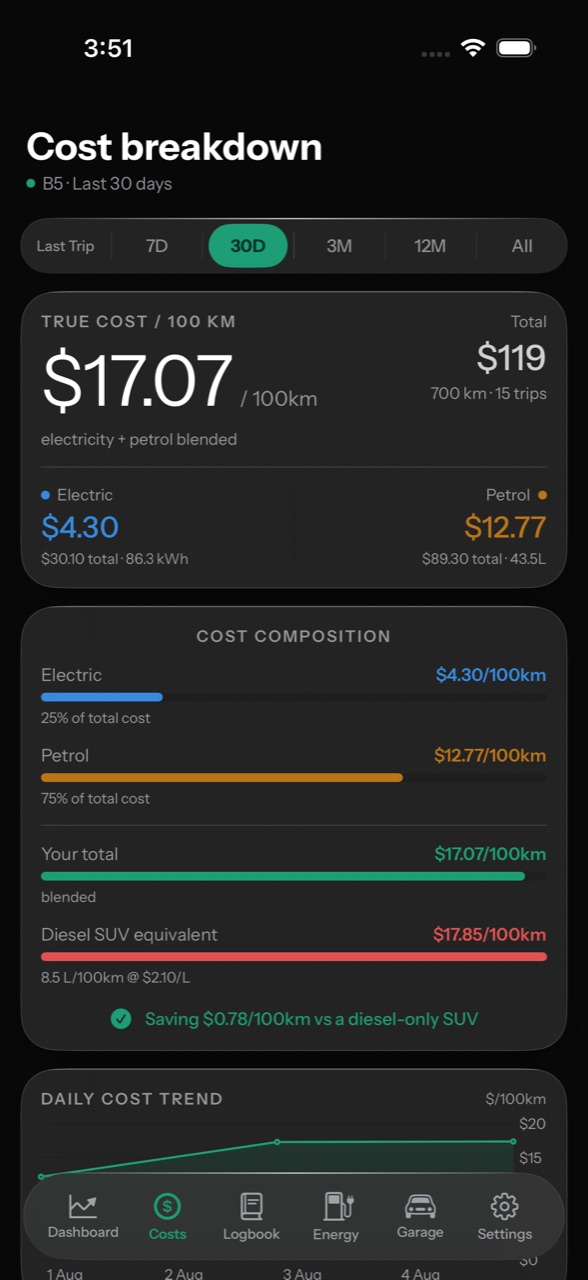 3:51
Cost breakdown
B5 · Last 30 days
Last Trip 7D 30D 3M 12M All
TRUE COST / 100 KM Total
$17.07 / 100km $119
700 km · 15 trips
electricity + petrol blended
Electric Petrol
$4.30 $12.77
$30.10 total · 86.3 kWh $89.30 total · 43.5L
COST COMPOSITION
Electric $4.30/100km
25% of total cost
Petrol $12.77/100km
75% of total cost
Your total $17.07/100km
blended
Diesel SUV equivalent $17.85/100km
8.5 L/100km @ $2.10/L
Saving $0.78/100km vs a diesel-only SUV
DAILY COST TREND $/100km
$20
$15
Dashboard Costs Logbook Energy Garage Settings
$0
1 Aug 2 Aug 3 Aug 4 Aug